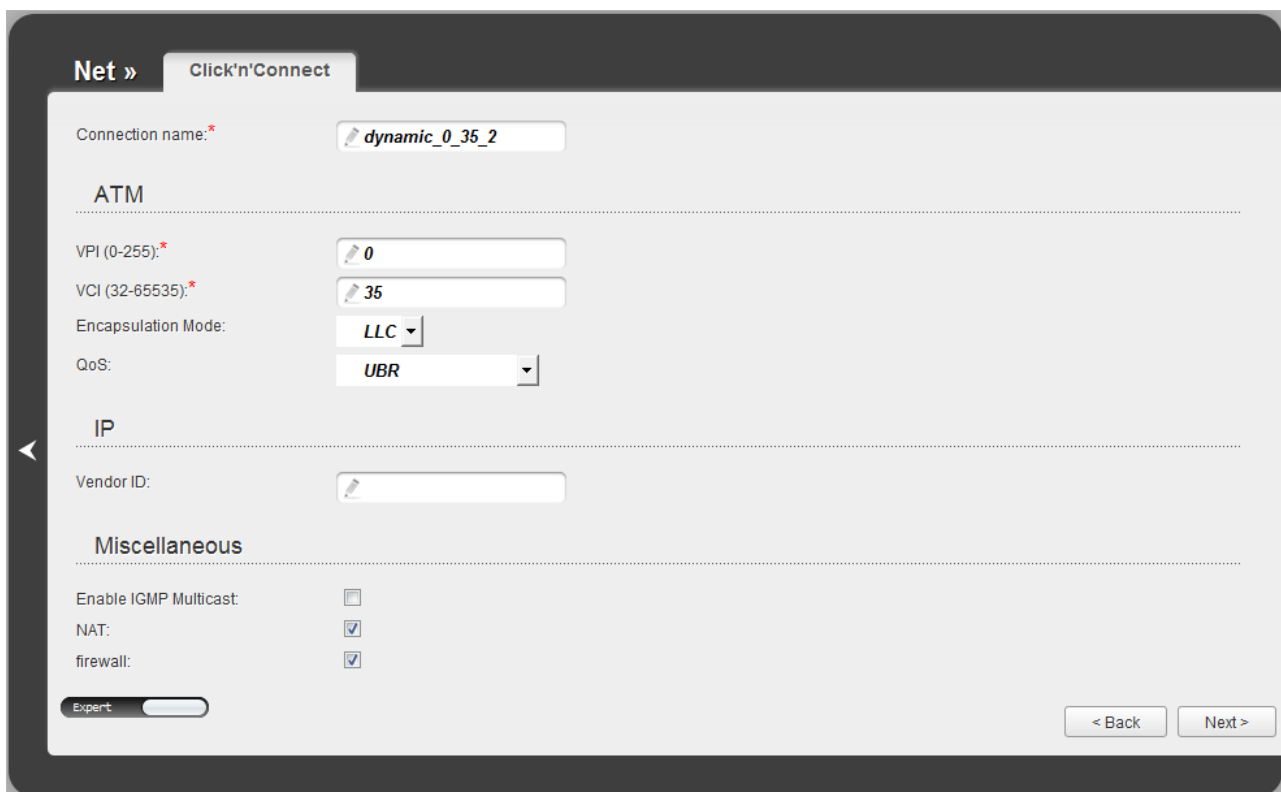 Net » Click'n'Connect
Connection name:* dynamic_0_35_2
ATM
VPI (0-255):* 0
VCI (32-65535):* 35
Encapsulation Mode: LLC
QoS: UBR
IP
Vendor ID:
Miscellaneous
Enable IGMP Multicast:
NAT:
firewall:
Expert
< Back Next >